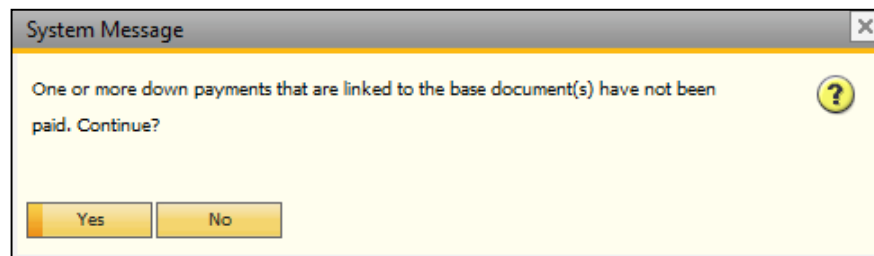 System Message
One or more down payments that are linked to the base document(s) have not been
paid. Continue?
?
Yes No